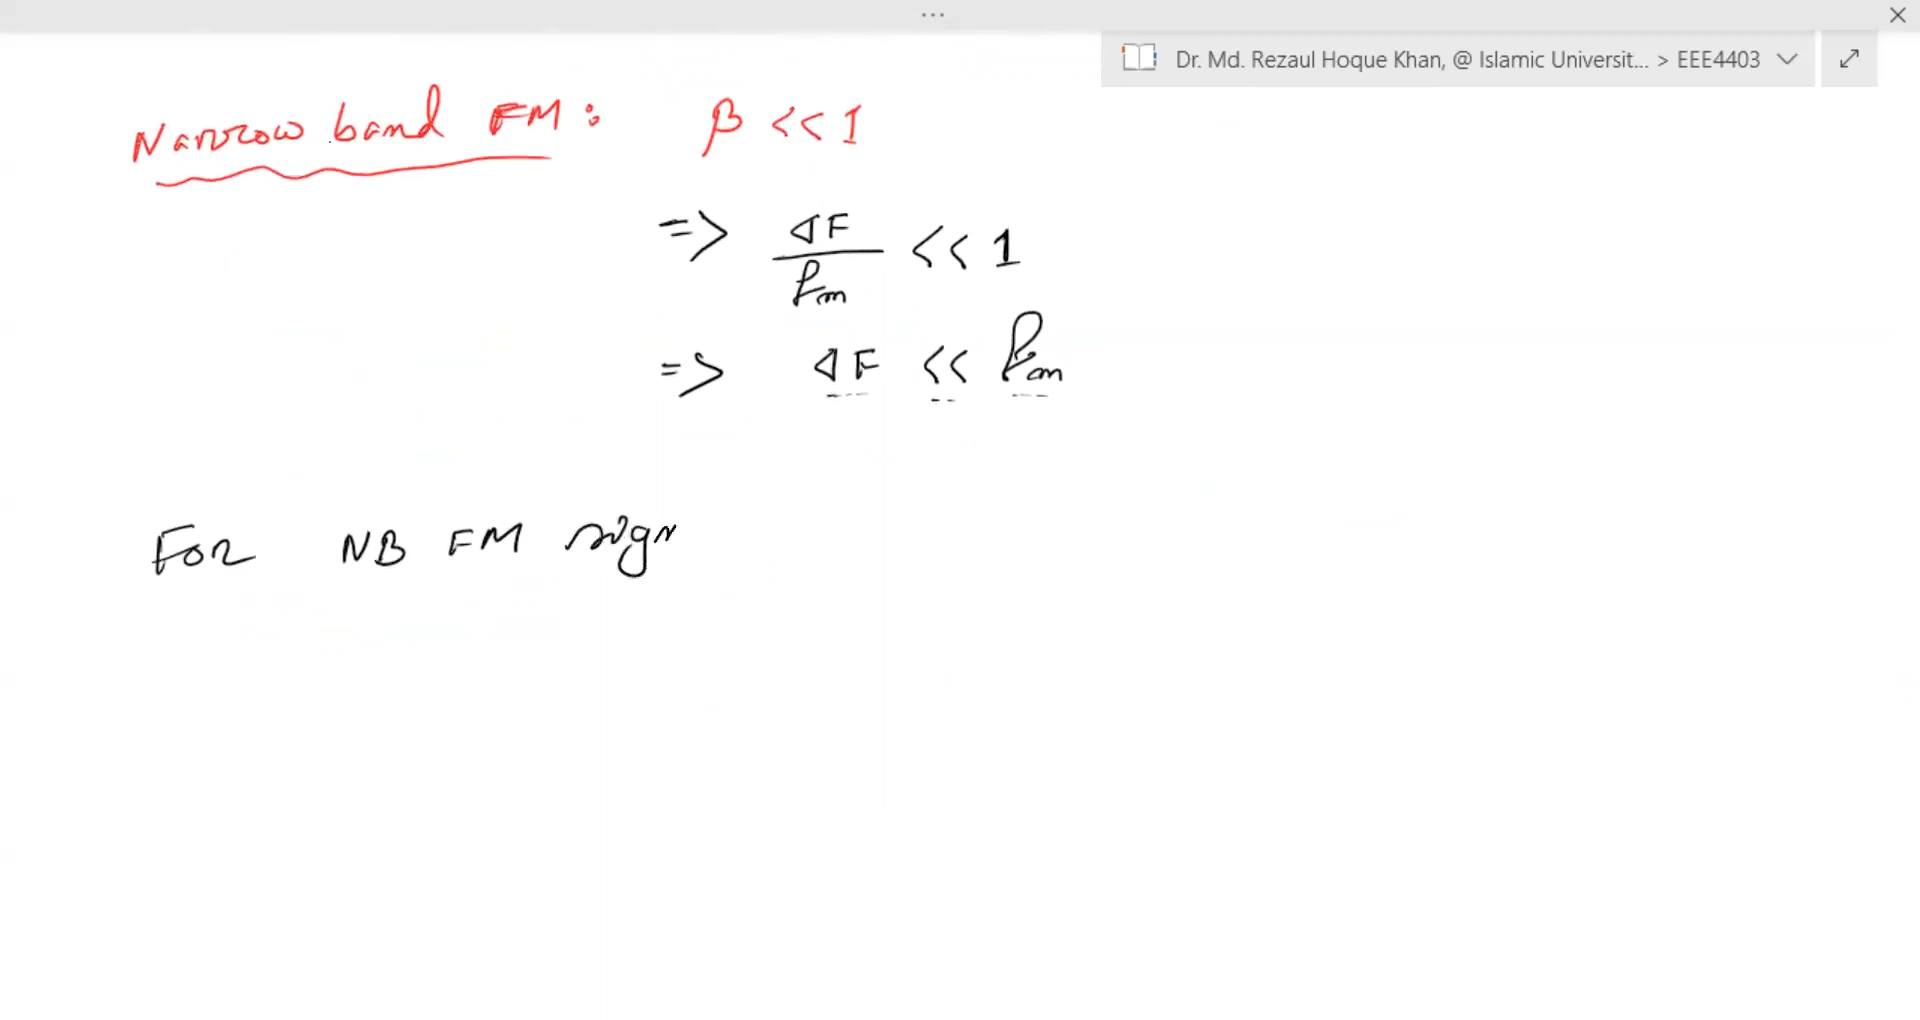 Dr. Md. Rezaul Hoque Khan, @ Islamic Universit... > EEE4403
Narrow band FM: β << 1
=> ΔF / fm << 1
=> ΔF << fm
For NB FM sign